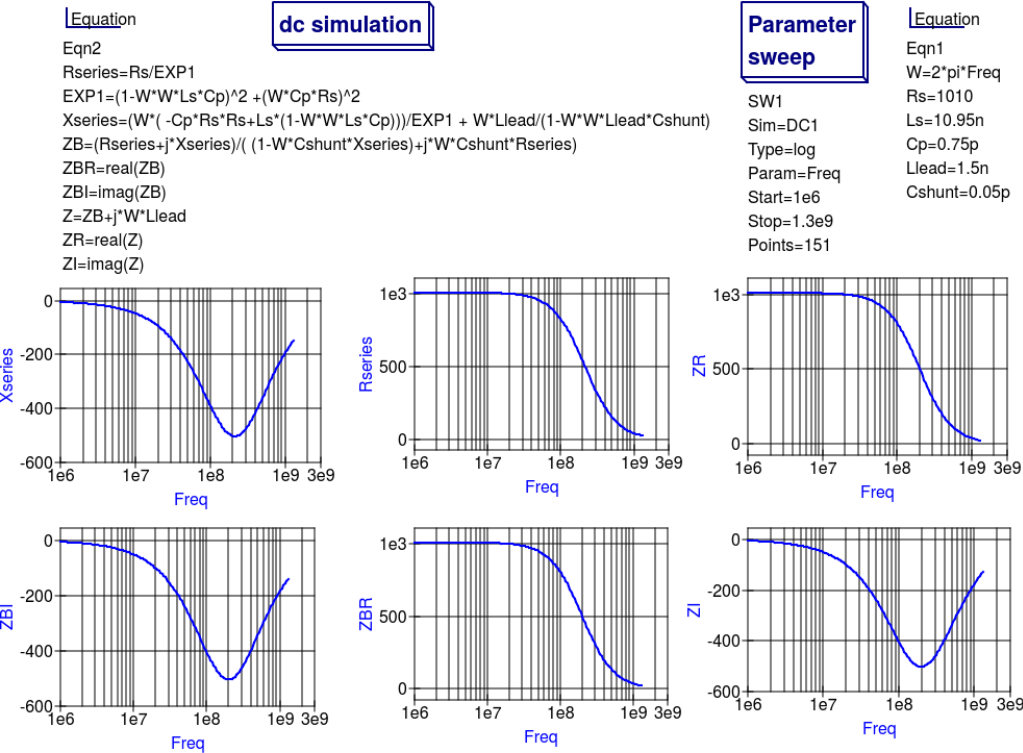 Equation
Eqn2
Rseries=Rs/EXP1
EXP1=(1-W*W*Ls*Cp)^2 +(W*Cp*Rs)^2
Xseries=(W*( -Cp*Rs*Rs+Ls*(1-W*W*Ls*Cp)))/EXP1 + W*Llead/(1-W*W*Llead*Cshunt)
ZB=(Rseries+j*Xseries)/( (1-W*Cshunt*Xseries)+j*W*Cshunt*Rseries)
ZBR=real(ZB)
ZBI=imag(ZB)
Z=ZB+j*W*Llead
ZR=real(Z)
ZI=imag(Z)
dc simulation
Parameter
sweep
SW1
Sim=DC1
Type=log
Param=Freq
Start=1e6
Stop=1.3e9
Points=151
Equation
Eqn1
W=2*pi*Freq
Rs=1010
Ls=10.95n
Cp=0.75p
Llead=1.5n
Cshunt=0.05p
Xseries
0
-200
-400
-600
1e6 1e7 1e8 1e9 3e9
Freq
Rseries
1e3
500
0
1e6 1e7 1e8 1e9 3e9
Freq
ZR
1e3
500
0
1e6 1e7 1e8 1e9 3e9
Freq
ZBI
0
-200
-400
-600
1e6 1e7 1e8 1e9 3e9
Freq
ZBR
1e3
500
0
1e6 1e7 1e8 1e9 3e9
Freq
ZI
0
-200
-400
-600
1e6 1e7 1e8 1e9 3e9
Freq